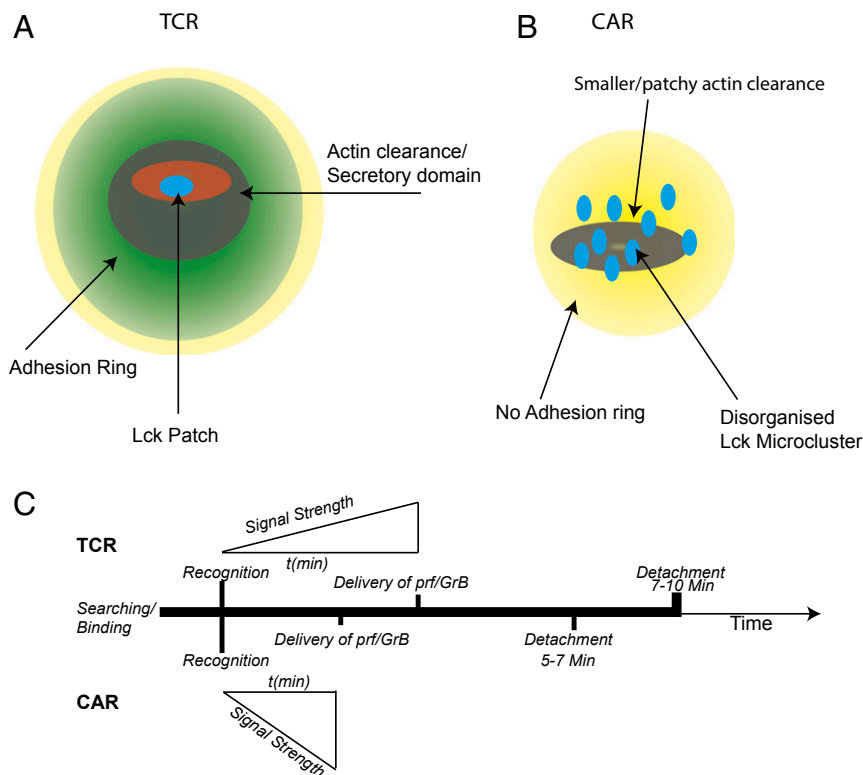 A
TCR
Actin clearance/
Secretory domain
Adhesion Ring
Lck Patch
B
CAR
Smaller/patchy actin clearance
No Adhesion ring
Disorganised
Lck Microcluster
C
TCR
Signal Strength
t(min)
Recognition
Delivery of prf/GrB
Detachment
7-10 Min
Searching/
Binding
Time
Recognition
Delivery of prf/GrB
Detachment
5-7 Min
CAR
t(min)
Signal Strength